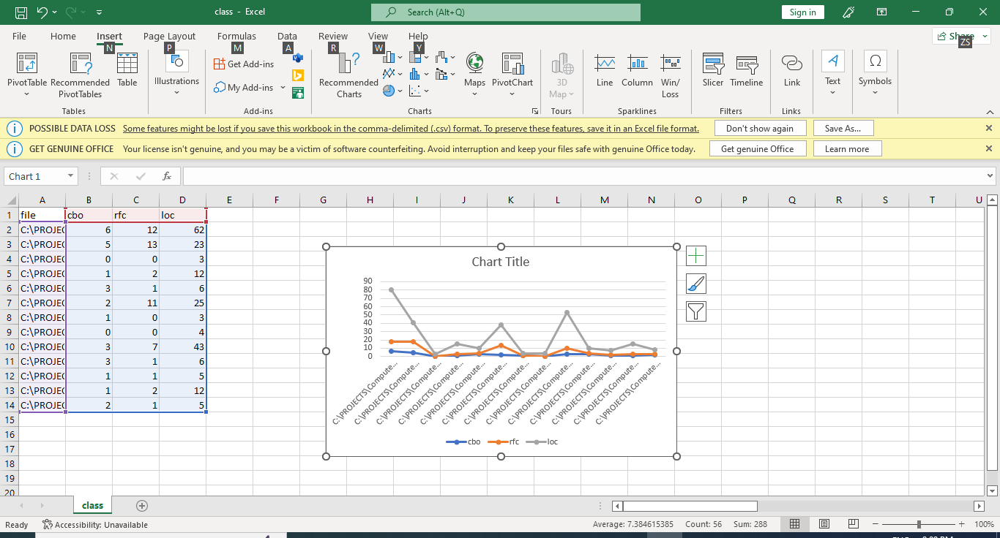 class - Excel
Search (Alt+Q)
Sign in
File Home Insert Page Layout Formulas Data Review View Help
Share
N P M A R W Y ZS
PivotTable
Recommended PivotTables
Table
Illustrations
Get Add-ins
My Add-ins
Recommended Charts
Maps
PivotChart
3D Map
Line
Column
Win/ Loss
Slicer
Timeline
Link
Text
Symbols
Tables Add-ins Charts Tours Sparklines Filters Links
POSSIBLE DATA LOSS Some features might be lost if you save this workbook in the comma-delimited (.csv) format. To preserve these features, save it in an Excel file format. Don't show again Save As...
GET GENUINE OFFICE Your license isn't genuine, and you may be a victim of software counterfeiting. Avoid interruption and keep your files safe with genuine Office today. Get genuine Office Learn more
Chart 1 fx
A B C D E F G H I J K L M N O P Q R S T U
1 file cbo rfc loc
2 C:\PROJEC 6 12 62
3 C:\PROJEC 5 13 23
4 C:\PROJEC 0 0 3
5 C:\PROJEC 1 2 12
6 C:\PROJEC 3 1 6
7 C:\PROJEC 2 11 25
8 C:\PROJEC 1 0 3
9 C:\PROJEC 0 0 4
10 C:\PROJEC 3 7 43
11 C:\PROJEC 3 1 6
12 C:\PROJEC 1 1 5
13 C:\PROJEC 1 2 12
14 C:\PROJEC 2 1 5
15
16
17
18
19
20
Chart Title
90
80
70
60
50
40
30
20
10
0
C:\PROJECTS\Compute...
C:\PROJECTS\Compute...
C:\PROJECTS\Compute...
C:\PROJECTS\Compute...
C:\PROJECTS\Compute...
C:\PROJECTS\Compute...
C:\PROJECTS\Compute...
C:\PROJECTS\Compute...
C:\PROJECTS\Compute...
C:\PROJECTS\Compute...
C:\PROJECTS\Compute...
C:\PROJECTS\Compute...
C:\PROJECTS\Compute...
cbo rfc loc
class
Ready Accessibility: Unavailable Average: 7.384615385 Count: 56 Sum: 288 100%